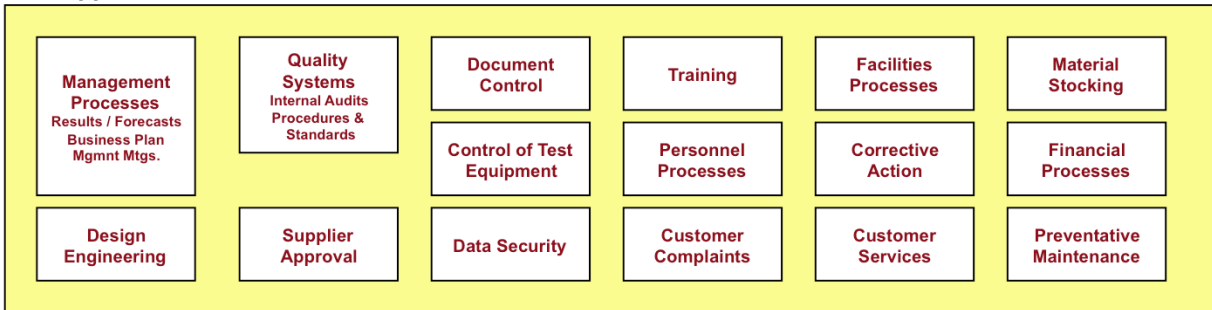 Management
Processes
Results / Forecasts
Business Plan
Mgmnt Mtgs.
Quality
Systems
Internal Audits
Procedures &
Standards
Document
Control
Training
Facilities
Processes
Material
Stocking
Control of Test
Equipment
Personnel
Processes
Corrective
Action
Financial
Processes
Design
Engineering
Supplier
Approval
Data Security
Customer
Complaints
Customer
Services
Preventative
Maintenance